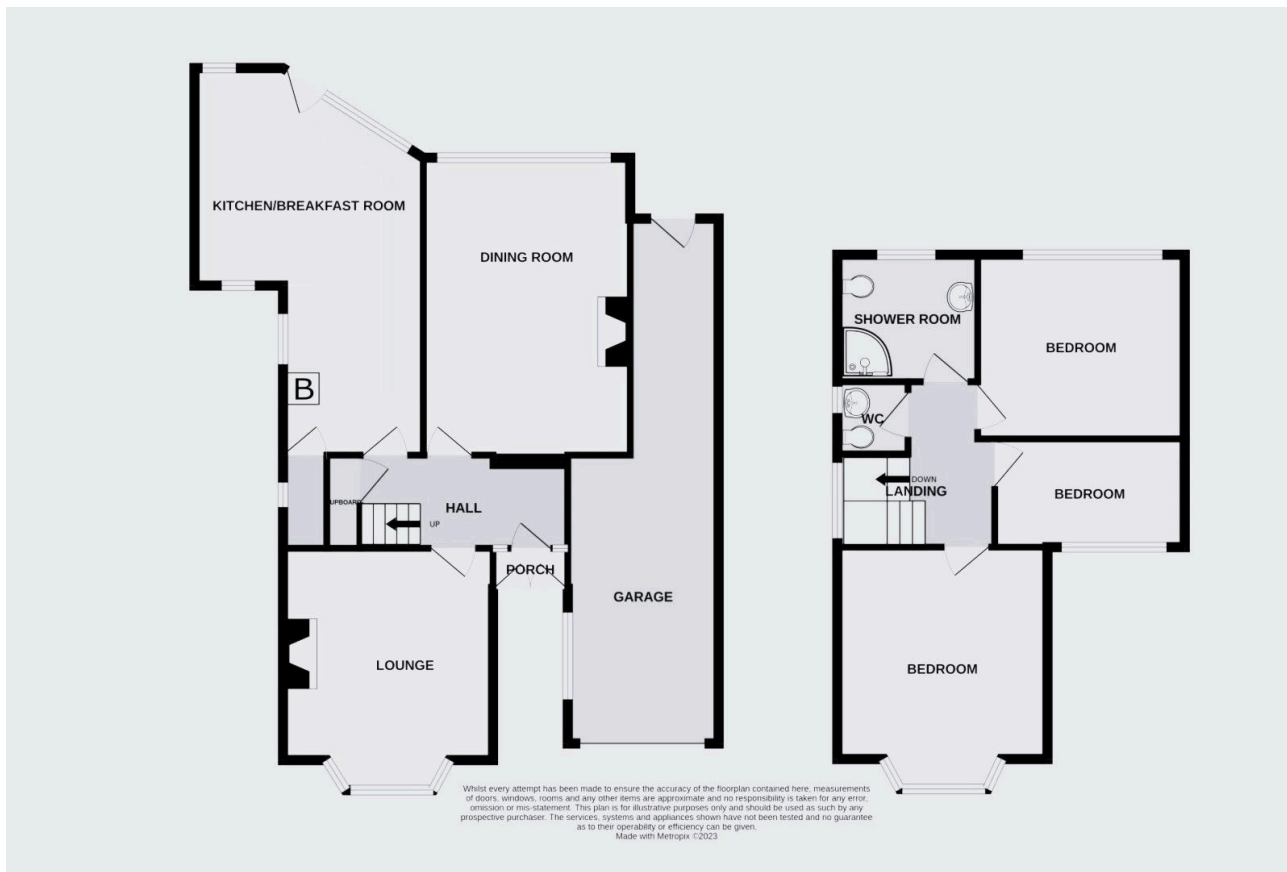 KITCHEN/BREAKFAST ROOM
DINING ROOM
B
UPBOARD
HALL
UP
PORCH
GARAGE
LOUNGE
SHOWER ROOM
BEDROOM
WC
DOWN
LANDING
BEDROOM
BEDROOM
Whilst every attempt has been made to ensure the accuracy of the floorplan contained here, measurements
of doors, windows, rooms and any other items are approximate and no responsibility is taken for any error,
omission or mis-statement. This plan is for illustrative purposes only and should be used as such by any
prospective purchaser. The services, systems and appliances shown have not been tested and no guarantee
as to their operability or efficiency can be given.
Made with Metropix ©2023